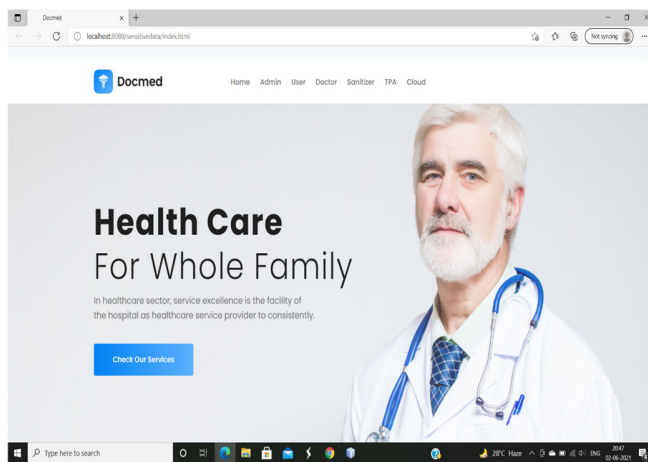 Docmed
localhost:8080/sensitivedata/index.html
Not syncing
Docmed
Home Admin User Doctor Sanitizer TPA Cloud
Health Care
For Whole Family
In healthcare sector, service excellence is the facility of
the hospital as healthcare service provider to consistently.
Check Our Services
Type here to search
28°C Haze
ENG
20:47
02-06-2021